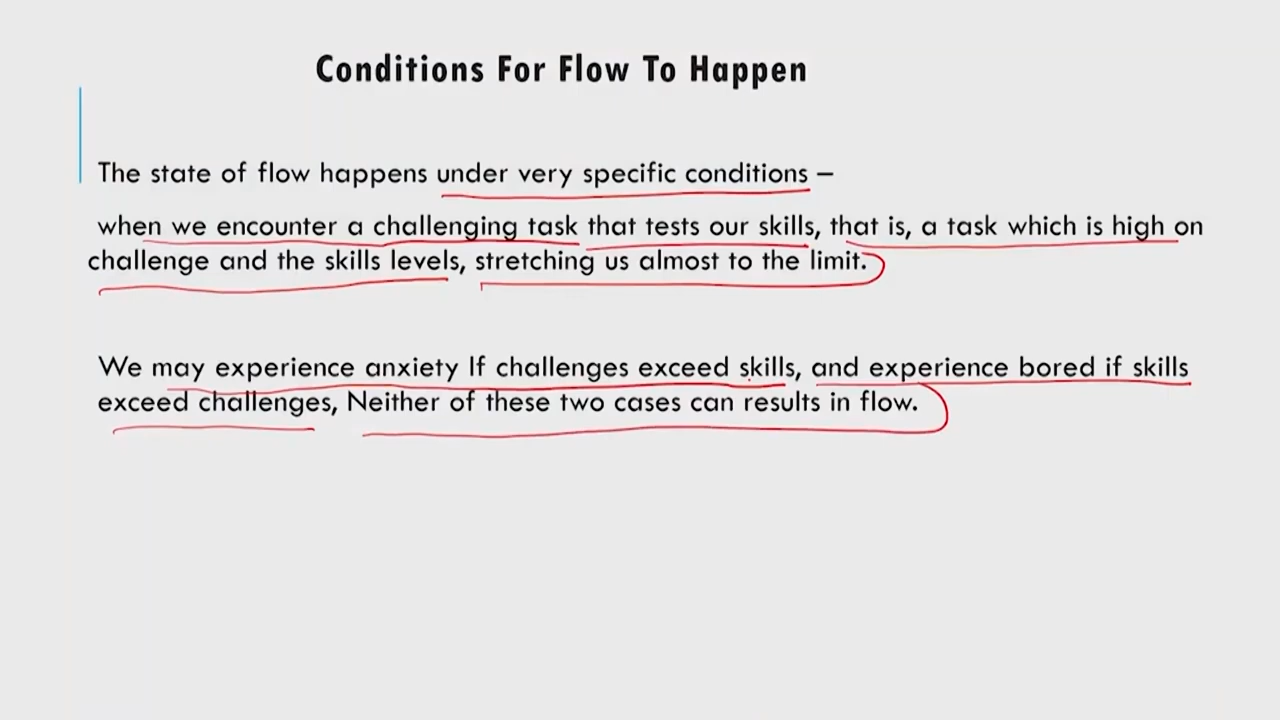 Conditions For Flow To Happen
The state of flow happens under very specific conditions –
when we encounter a challenging task that tests our skills, that is, a task which is high on
challenge and the skills levels, stretching us almost to the limit.
We may experience anxiety If challenges exceed skills, and experience bored if skills
exceed challenges, Neither of these two cases can results in flow.